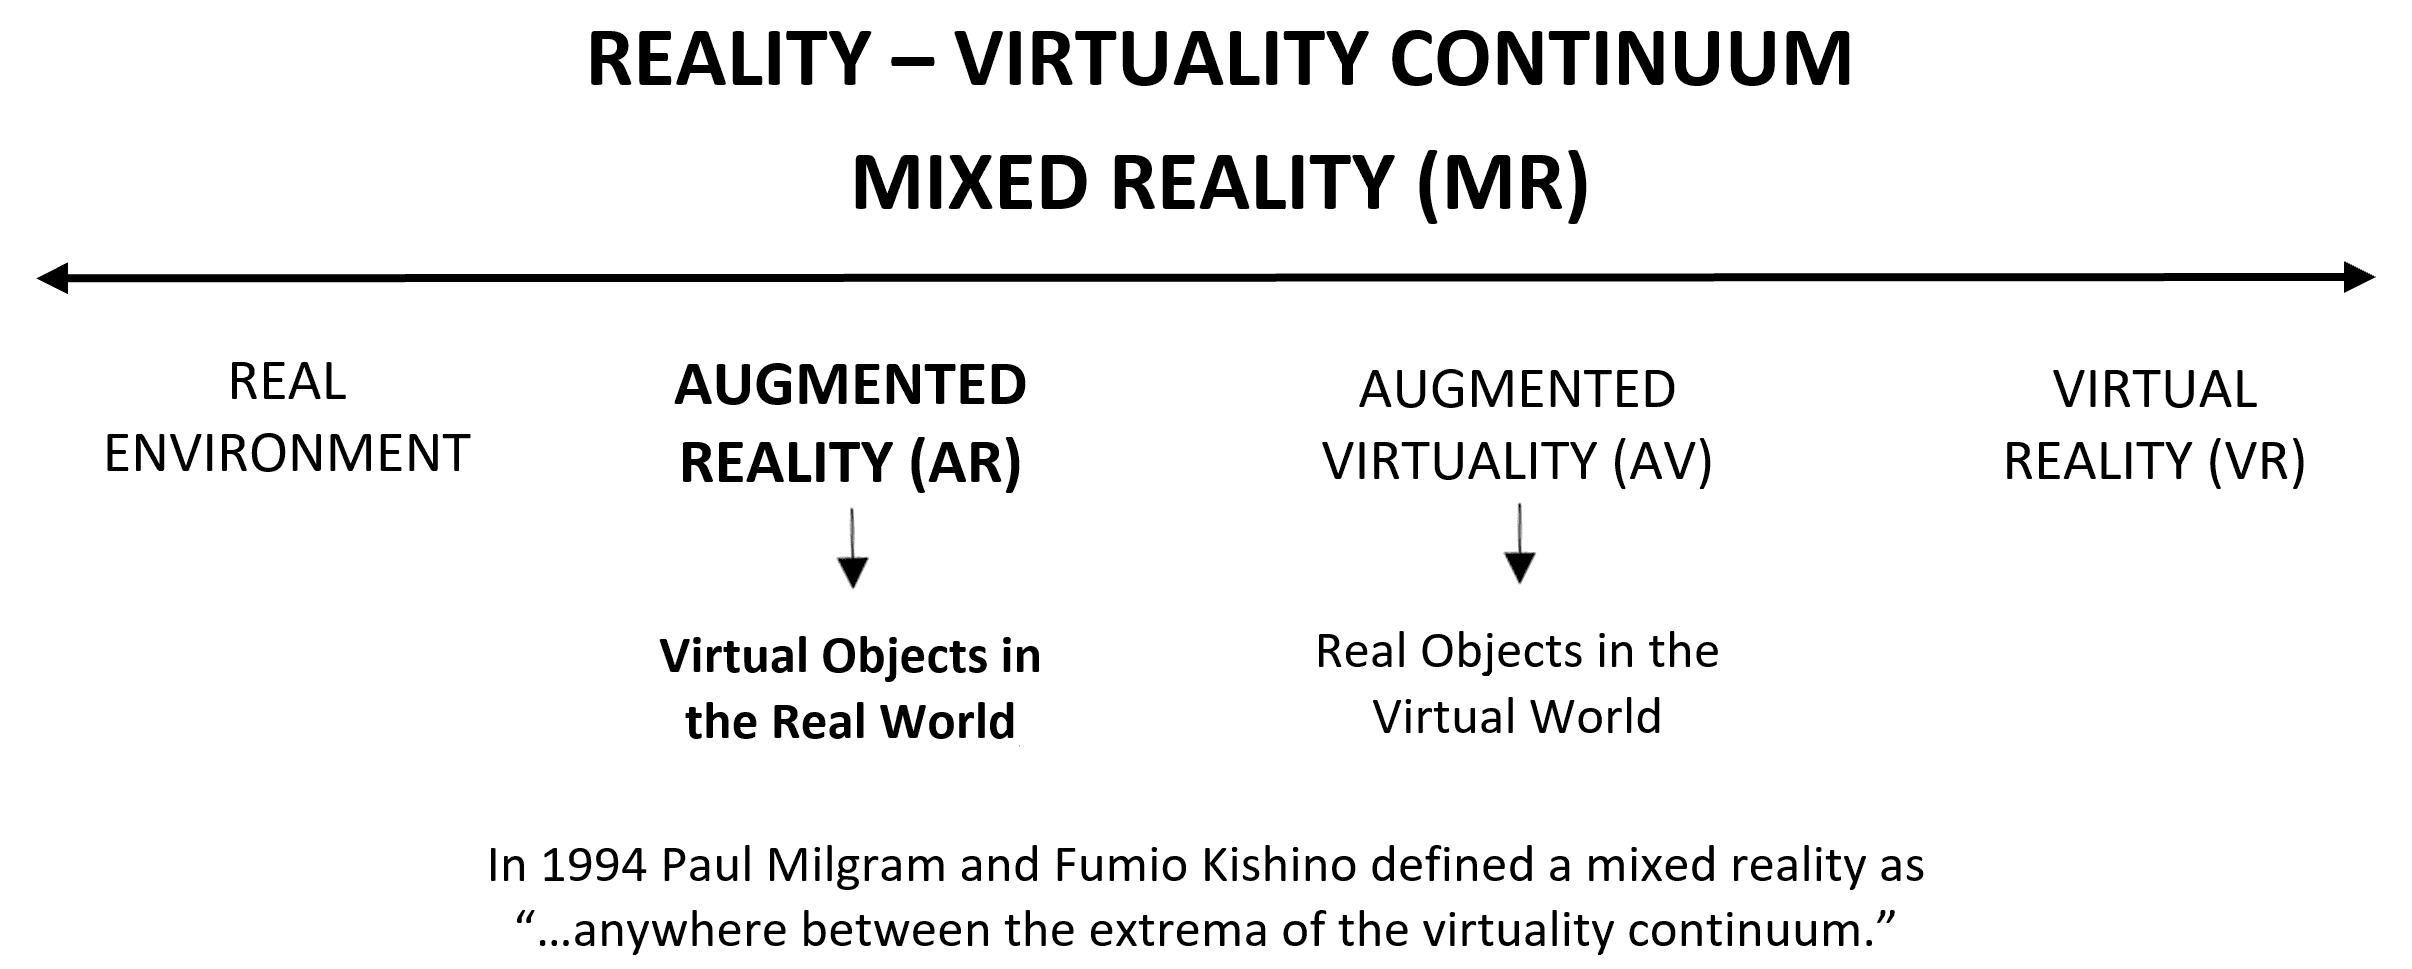 REALITY – VIRTUALITY CONTINUUM
MIXED REALITY (MR)
REAL
ENVIRONMENT
AUGMENTED
REALITY (AR)
AUGMENTED
VIRTUALITY (AV)
VIRTUAL
REALITY (VR)
Virtual Objects in
the Real World
Real Objects in the
Virtual World
In 1994 Paul Milgram and Fumio Kishino defined a mixed reality as
“…anywhere between the extrema of the virtuality continuum.”